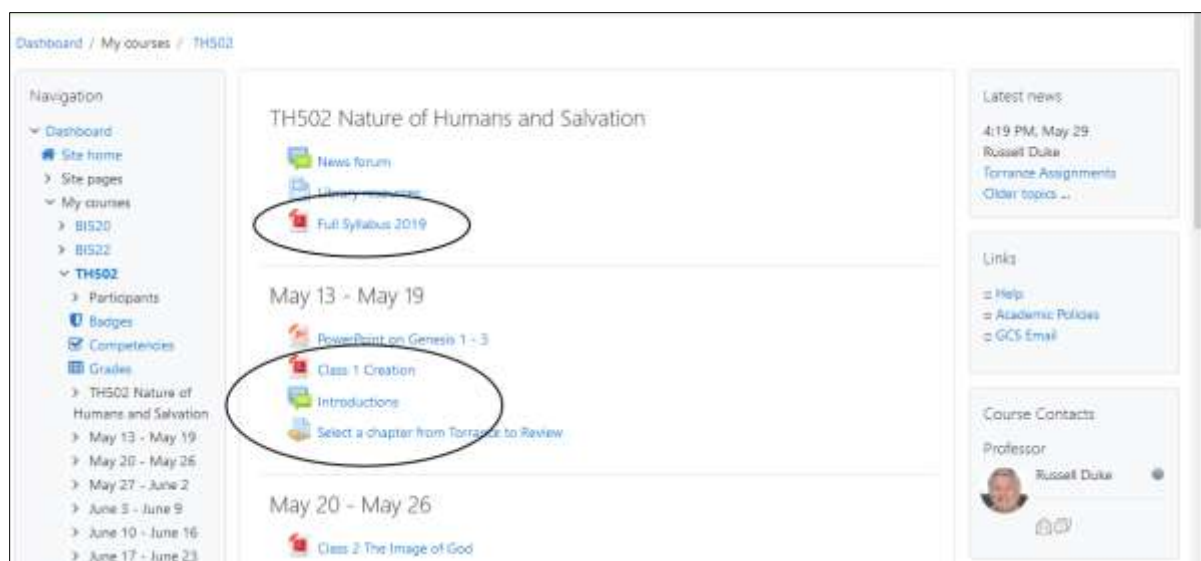 Dashboard / My courses / TH502
Navigation
Dashboard
Site home
Site pages
My courses
BIS20
BIS22
TH502
Participants
Badges
Competencies
Grades
TH502 Nature of
Humans and Salvation
May 13 - May 19
May 20 - May 26
May 27 - June 2
June 3 - June 9
June 10 - June 16
June 17 - June 23
TH502 Nature of Humans and Salvation
News forum
Library resources
Full Syllabus 2019
May 13 - May 19
PowerPoint on Genesis 1 - 3
Class 1 Creation
Introductions
Select a chapter from Torrance to Review
May 20 - May 26
Class 2 The Image of God
Latest news
4:19 PM, May 29
Russell Duke
Torrance Assignments
Older topics ...
Links
Help
Academic Policies
GCS Email
Course Contacts
Professor
Russell Duke